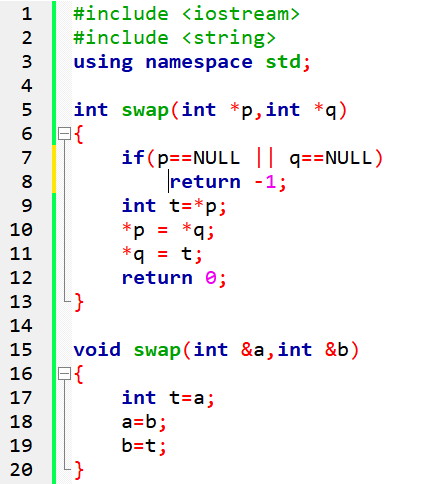 1 #include <iostream>
2 #include <string>
3 using namespace std;
4
5 int swap(int *p,int *q)
6 {
7     if(p==NULL || q==NULL)
8         return -1;
9     int t=*p;
10     *p = *q;
11     *q = t;
12     return 0;
13 }
14
15 void swap(int &a,int &b)
16 {
17     int t=a;
18     a=b;
19     b=t;
20 }